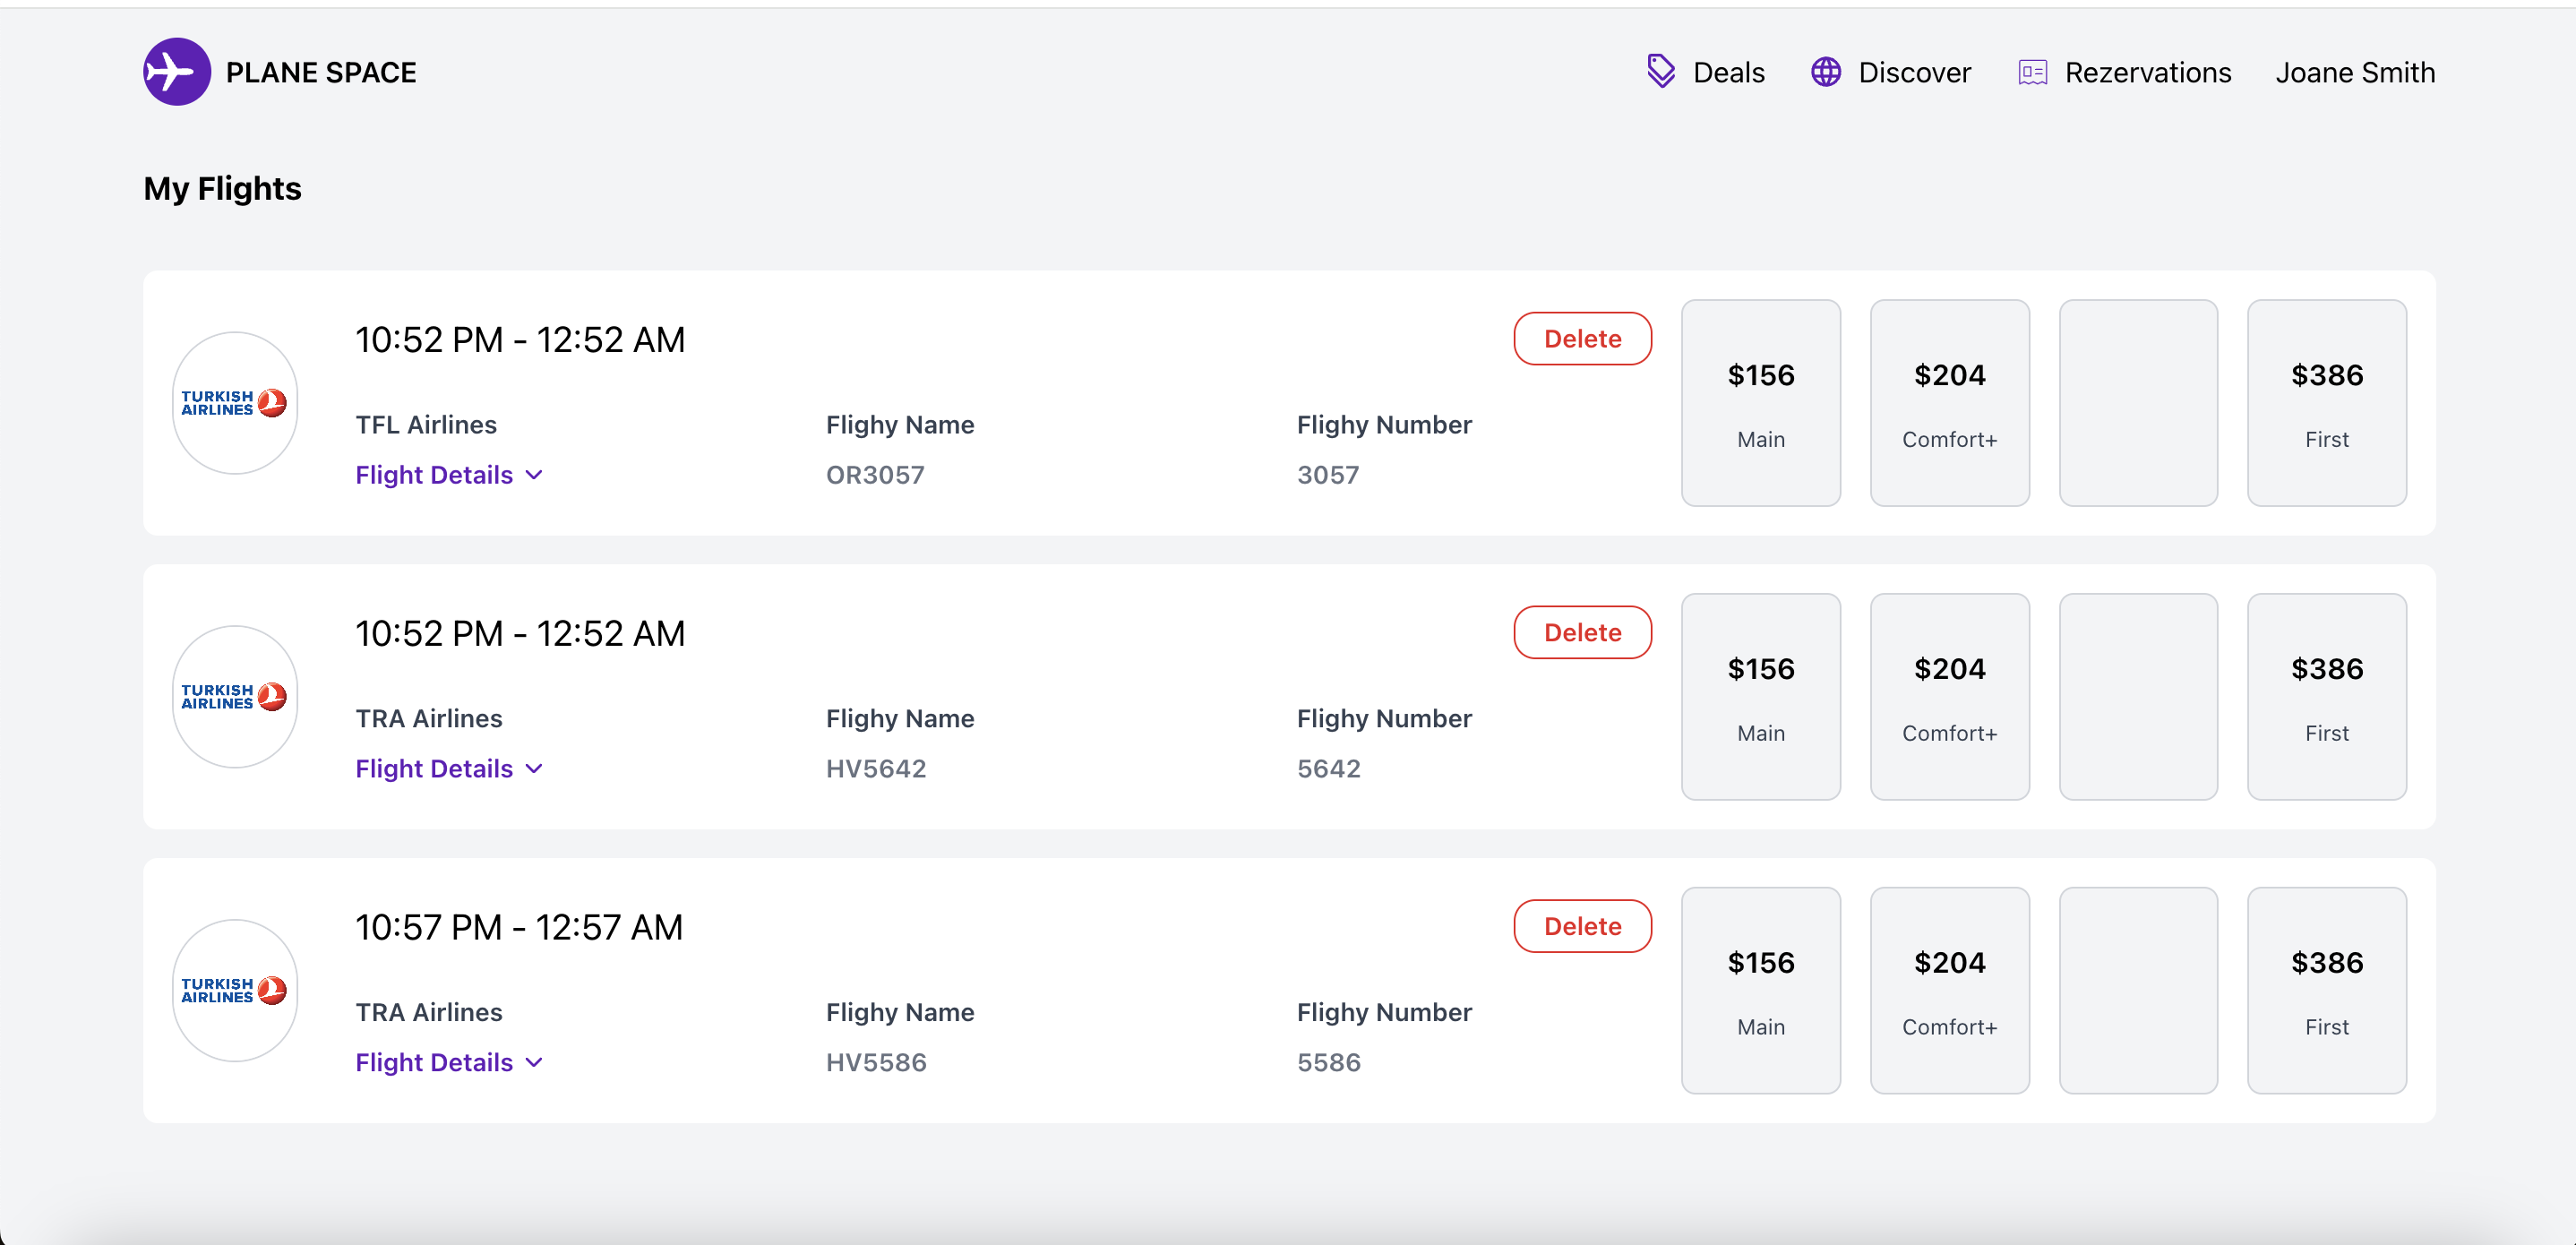 PLANE SPACE
Deals
Discover
Rezervations
Joane Smith
My Flights
TURKISH
AIRLINES
10:52 PM - 12:52 AM
Delete
TFL Airlines
Flighy Name
Flighy Number
Flight Details
OR3057
3057
$156
Main
$204
Comfort+
$386
First
TURKISH
AIRLINES
10:52 PM - 12:52 AM
Delete
TRA Airlines
Flighy Name
Flighy Number
Flight Details
HV5642
5642
$156
Main
$204
Comfort+
$386
First
TURKISH
AIRLINES
10:57 PM - 12:57 AM
Delete
TRA Airlines
Flighy Name
Flighy Number
Flight Details
HV5586
5586
$156
Main
$204
Comfort+
$386
First